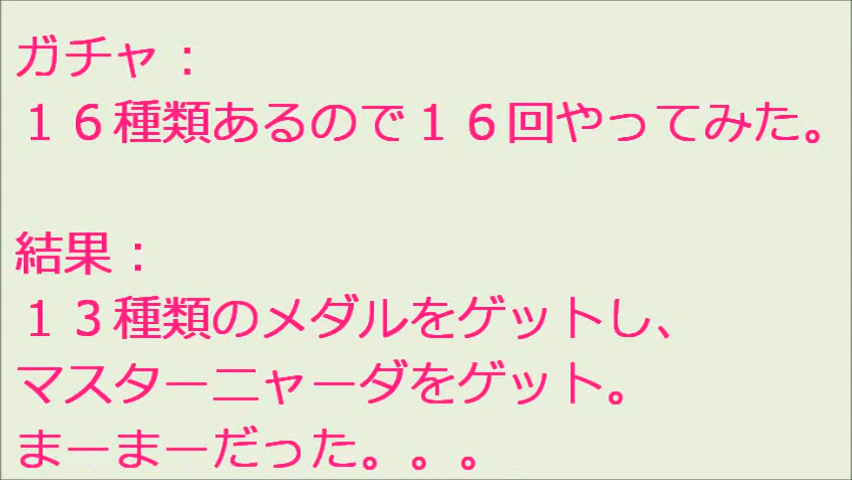 ガチャ：
１６種類あるので１６回やってみた。
結果：
１３種類のメダルをゲットし、
マスターニャーダをゲット。
まーまーだった。。。